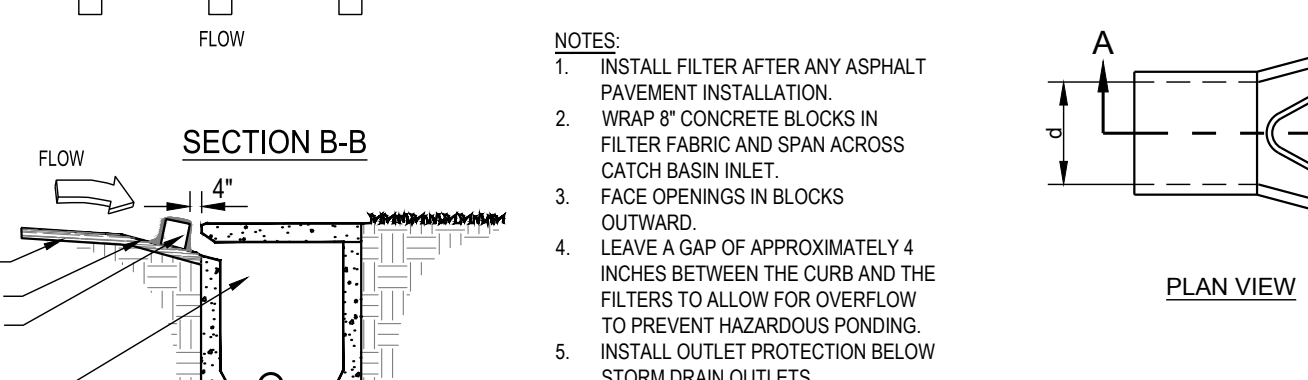 FLOW
SECTION B-B
FLOW
4"
NOTES:
1. INSTALL FILTER AFTER ANY ASPHALT
PAVEMENT INSTALLATION.
2. WRAP 8" CONCRETE BLOCKS IN
FILTER FABRIC AND SPAN ACROSS
CATCH BASIN INLET.
3. FACE OPENINGS IN BLOCKS
OUTWARD.
4. LEAVE A GAP OF APPROXIMATELY 4
INCHES BETWEEN THE CURB AND THE
FILTERS TO ALLOW FOR OVERFLOW
TO PREVENT HAZARDOUS PONDING.
5. INSTALL OUTLET PROTECTION BELOW
STORM DRAIN OUTLETS
A
d
PLAN VIEW